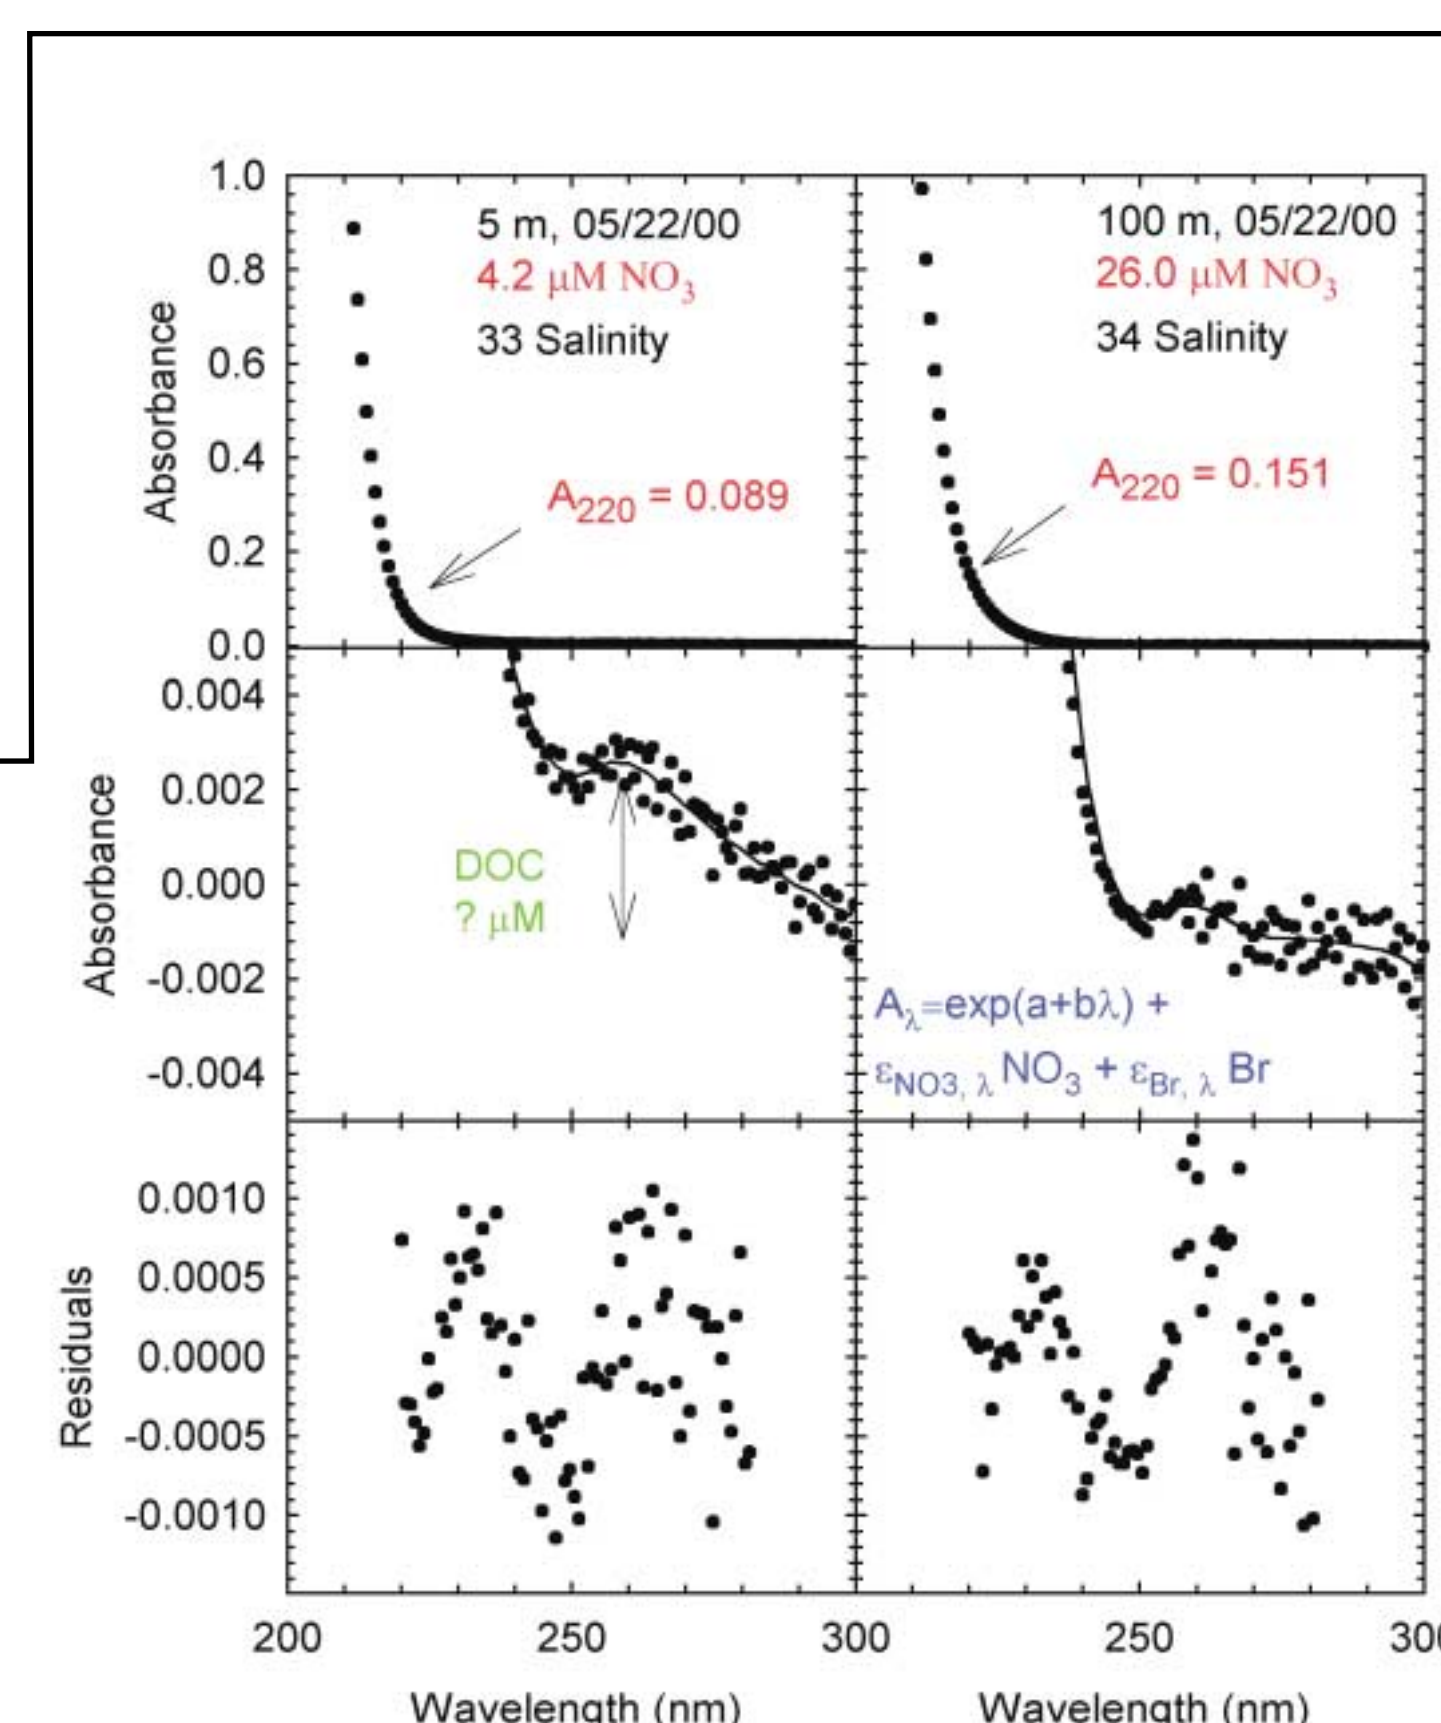 1.0
0.8
0.6
0.4
0.2
0.0
Absorbance
5 m, 05/22/00
4.2 μM NO3
33 Salinity
A220 = 0.089
100 m, 05/22/00
26.0 μM NO3
34 Salinity
A220 = 0.151
0.004
0.002
0.000
-0.002
-0.004
Absorbance
DOC
? μM
Aλ=exp(a+bλ) +
εNO3, λ NO3 + εBr, λ Br
0.0010
0.0005
0.0000
-0.0005
-0.0010
Residuals
200 250 300 250 300
Wavelength (nm) Wavelength (nm)